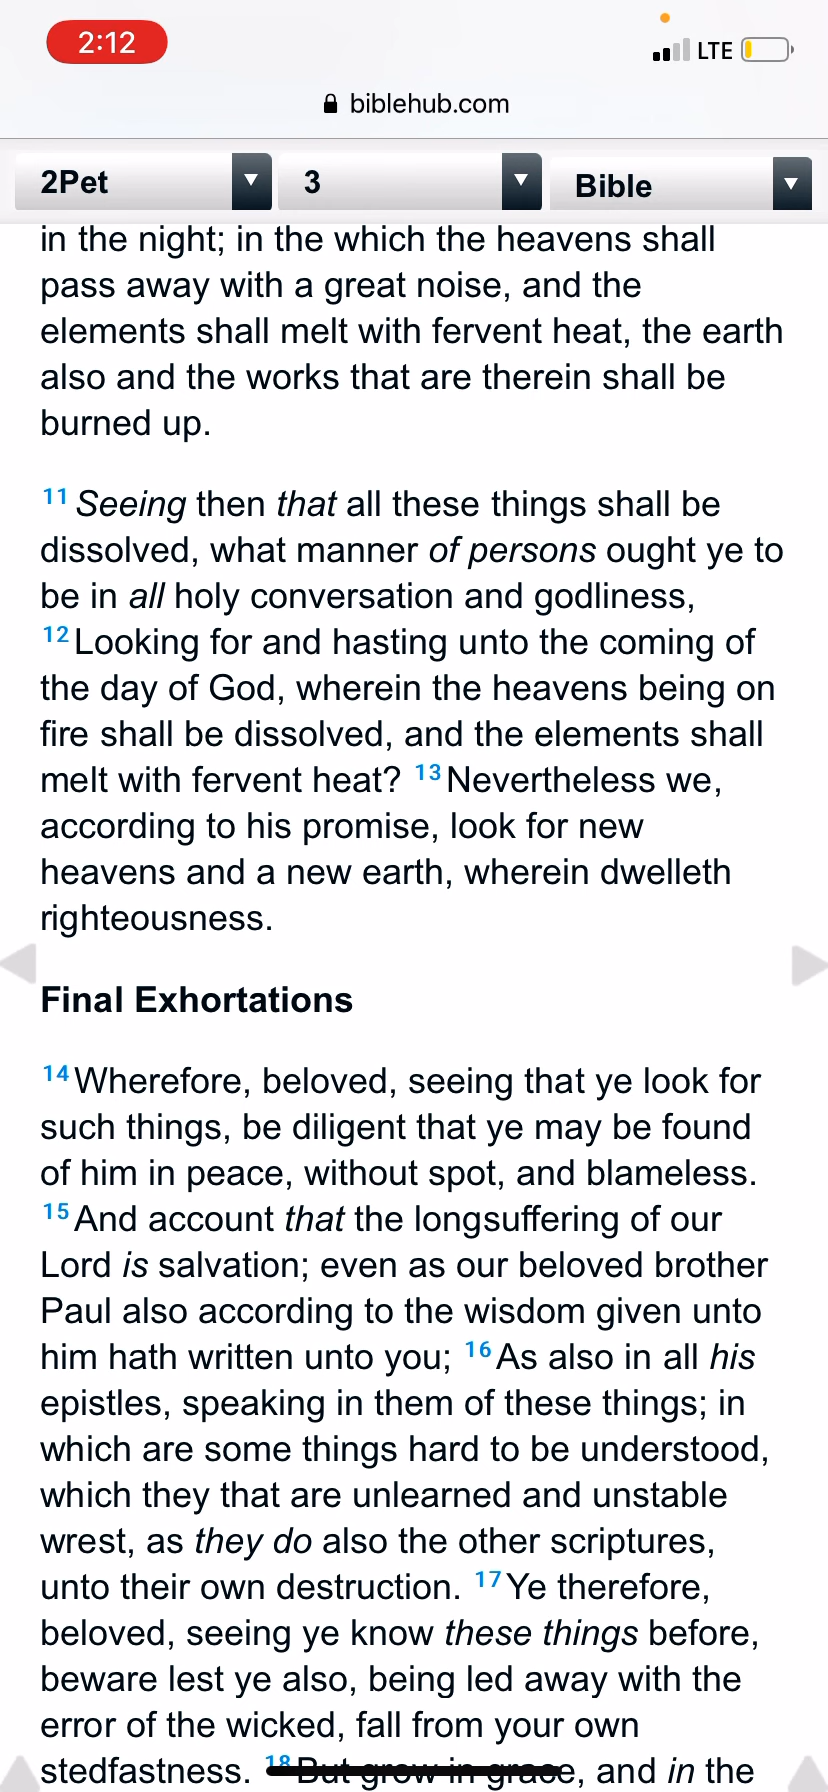 2:12
LTE
biblehub.com
2Pet
3
Bible
in the night; in the which the heavens shall
pass away with a great noise, and the
elements shall melt with fervent heat, the earth
also and the works that are therein shall be
burned up.
11 Seeing then that all these things shall be
dissolved, what manner of persons ought ye to
be in all holy conversation and godliness,
12 Looking for and hasting unto the coming of
the day of God, wherein the heavens being on
fire shall be dissolved, and the elements shall
melt with fervent heat? 13 Nevertheless we,
according to his promise, look for new
heavens and a new earth, wherein dwelleth
righteousness.
Final Exhortations
14 Wherefore, beloved, seeing that ye look for
such things, be diligent that ye may be found
of him in peace, without spot, and blameless.
15 And account that the longsuffering of our
Lord is salvation; even as our beloved brother
Paul also according to the wisdom given unto
him hath written unto you; 16 As also in all his
epistles, speaking in them of these things; in
which are some things hard to be understood,
which they that are unlearned and unstable
wrest, as they do also the other scriptures,
unto their own destruction. 17 Ye therefore,
beloved, seeing ye know these things before,
beware lest ye also, being led away with the
error of the wicked, fall from your own
stedfastness. 18 But grow in grace, and in the